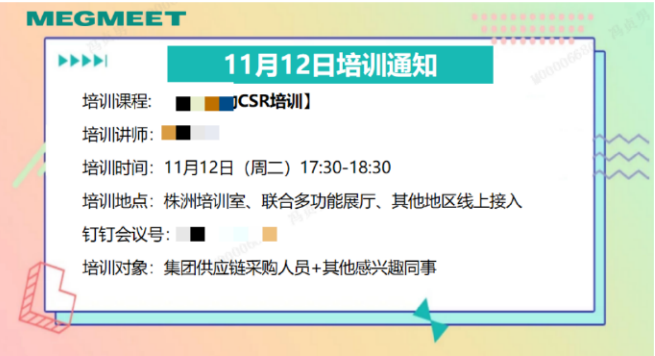 MEGMEET
11月12日培训通知
培训课程: CSR培训】
培训讲师:
培训时间: 11月12日（周二）17:30-18:30
培训地点: 株洲培训室、联合多功能展厅、其他地区线上接入
钉钉会议号:
培训对象: 集团供应链采购人员+其他感兴趣同事